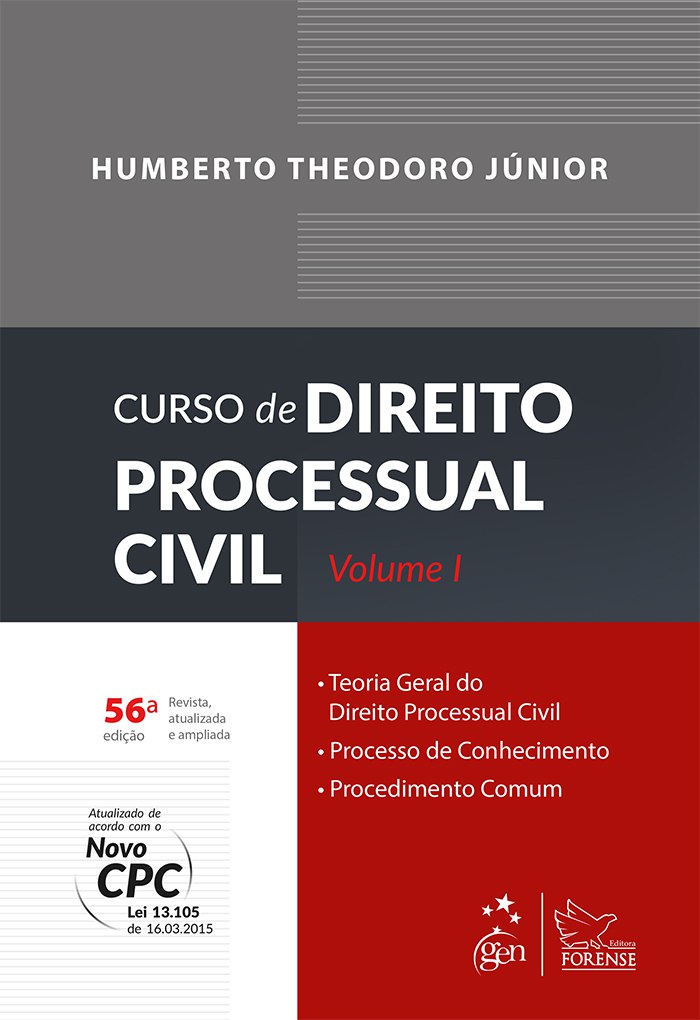 HUMBERTO THEODORO JÚNIOR
CURSO de DIREITO
PROCESSUAL
CIVIL Volume I
• Teoria Geral do
Direito Processual Civil
• Processo de Conhecimento
• Procedimento Comum
56ª
edição
Revista,
atualizada
e ampliada
Atualizado de
acordo com o
Novo
CPC
Lei 13.105
de 16.03.2015
gen
Editora
FORENSE